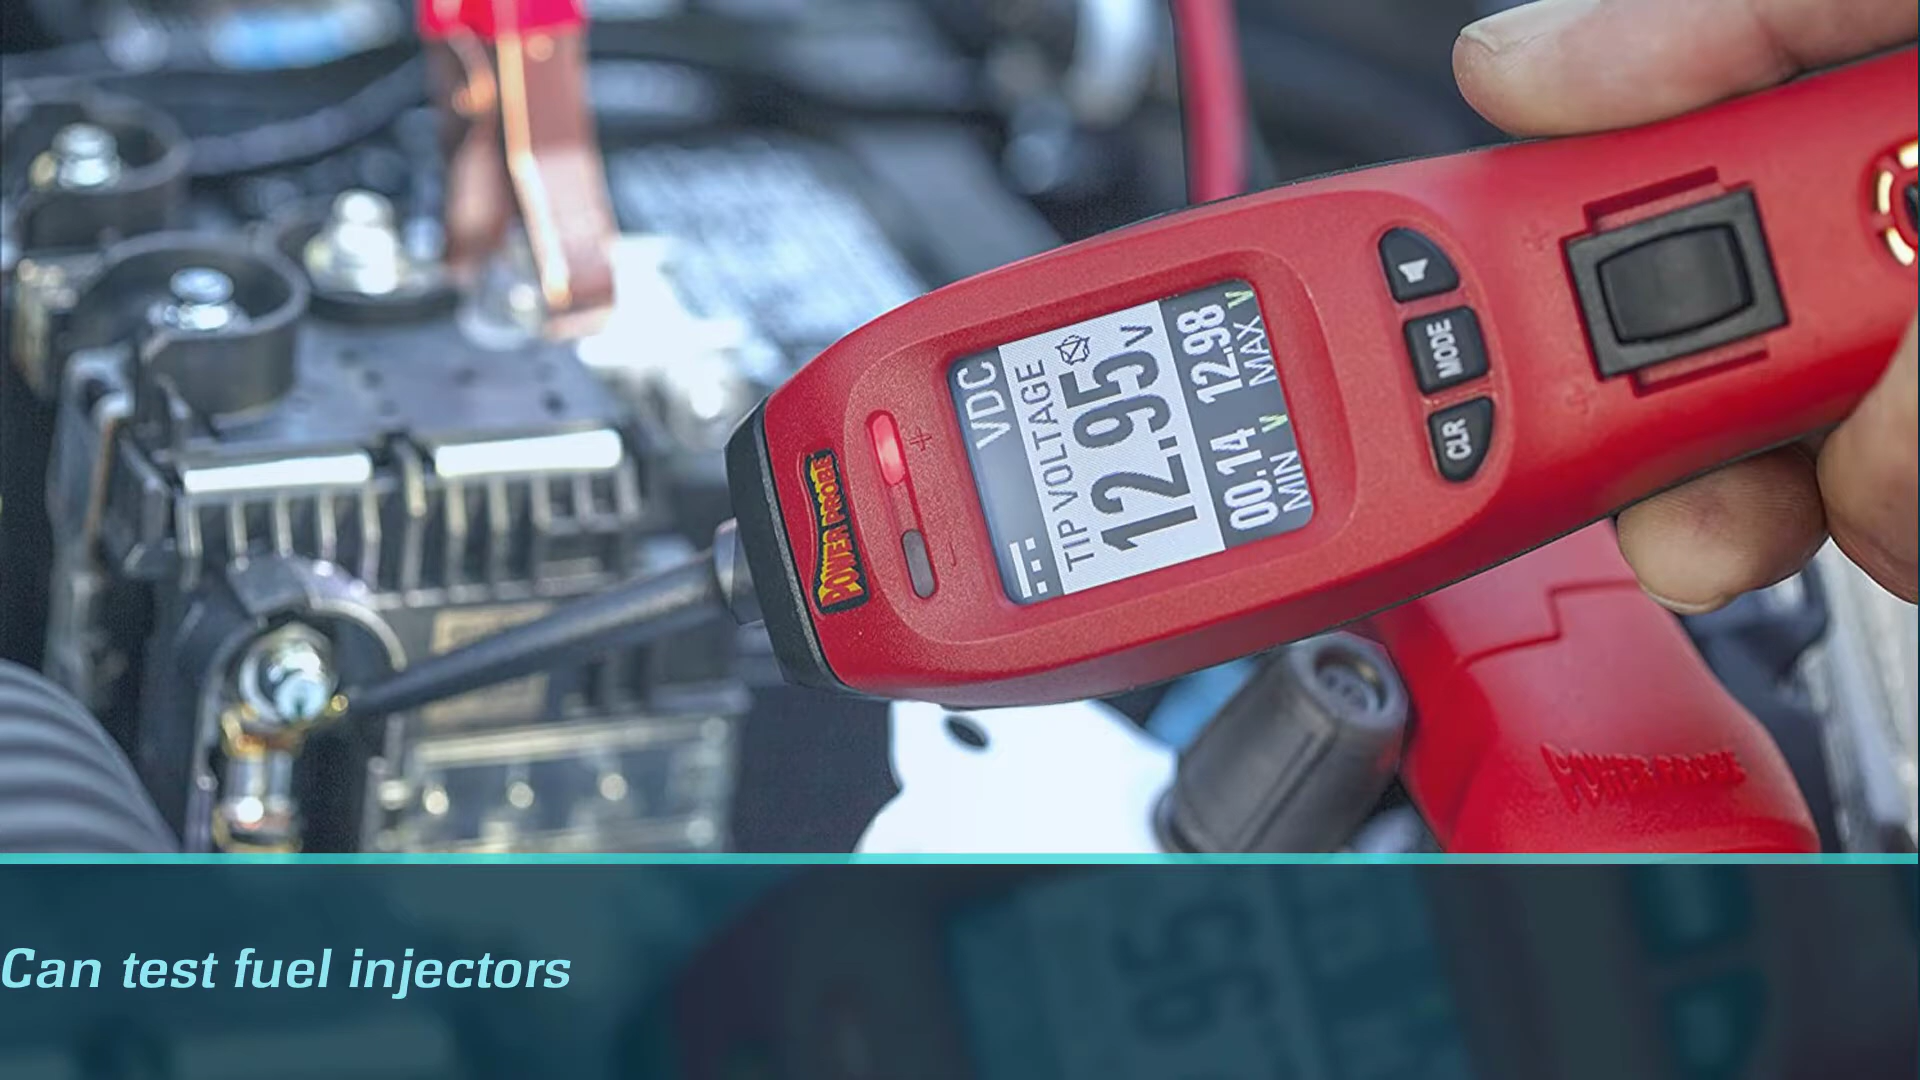 VDC
TIP VOLTAGE
12.95V
00.14 V 12.98 V
MIN MAX
MODE
CLR
POWER PROBE
POWER PROBE
Can test fuel injectors